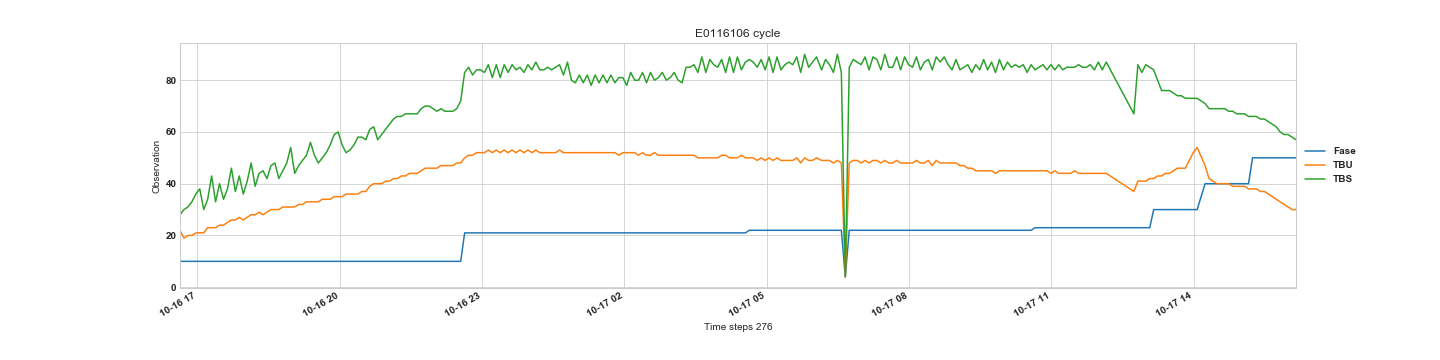 E0116106 cycle
Observation
80
60
40
20
0
10-16 17
10-16 20
10-16 23
10-17 02
10-17 05
10-17 08
10-17 11
10-17 14
Time steps 276
Fase
TBU
TBS